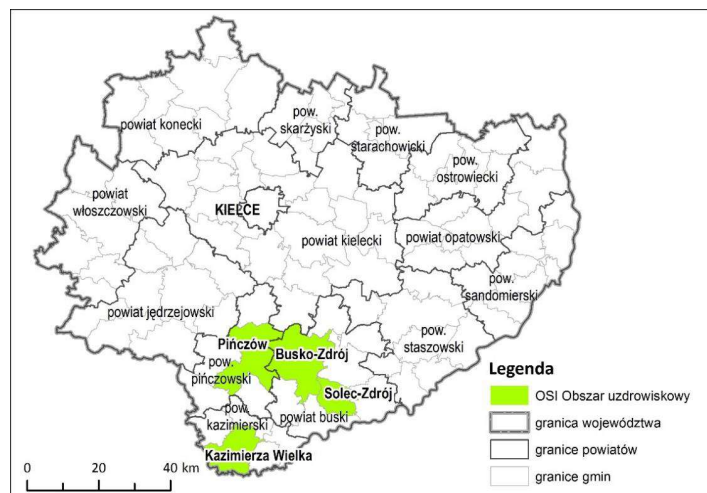 powiat konecki
pow.
skarżyski
pow.
starachowicki
pow.
ostrowiecki
powiat
włoszczowski
KIELCE
powiat kielecki
powiat opatowski
pow.
sandomierski
powiat jędrzejowski
pow.
staszowski
Pińczów
Busko-Zdrój
pow.
pińczowski
Solec-Zdrój
pow.
kazimierski
powiat buski
Kazimierza Wielka
0 20 40 km
Legenda
OSI Obszar uzdrowiskowy
granica województwa
granice powiatów
granice gmin